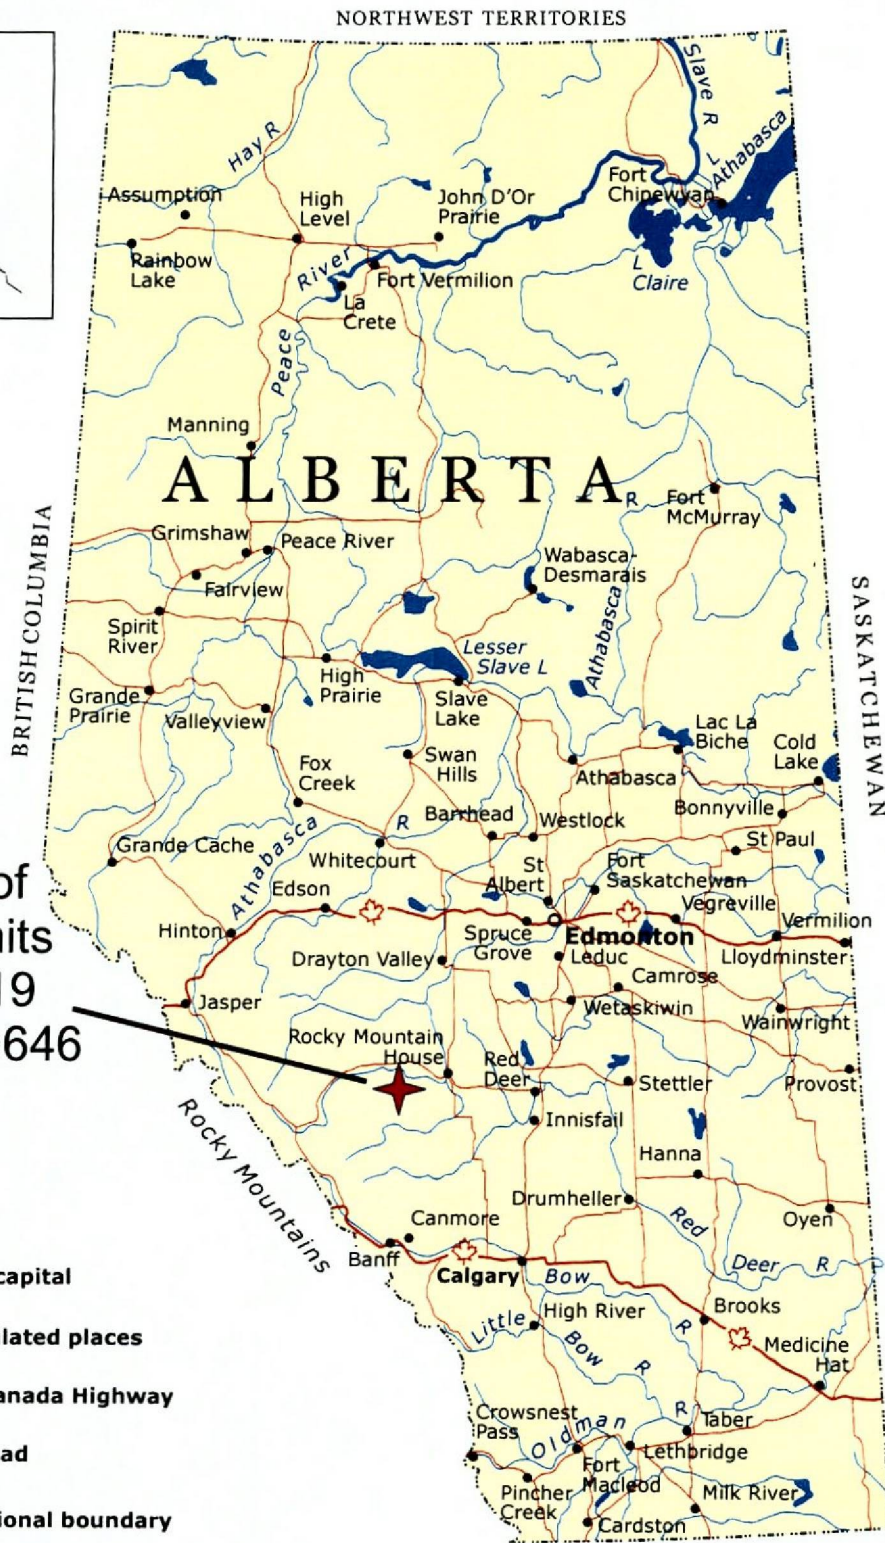 NORTHWEST TERRITORIES
Slave R
L Athabasca
Hay R
Fort
Chipewyan
Assumption
High
Level
John D'Or
Prairie
Rainbow
Lake
River
Fort Vermilion
L
Claire
La
Crete
Peace
Manning
ALBERTA
R
Fort
McMurray
BRITISH COLUMBIA
SASKATCHEWAN
Grimshaw
Peace River
Wabasca-
Desmarais
Fairview
Athabasca
Spirit
River
Lesser
Slave L
High
Prairie
Grande
Prairie
Valleyview
Slave
Lake
Lac La
Biche
Cold
Lake
Swan
Hills
Fox
Creek
Athabasca
Bonnyville
Barrhead
Westlock
Athabasca
R
St Paul
Grande Cache
Whitecourt
St
Albert
Fort
Saskatchewan
of
Edson
Vegreville
Vermilion
Hinton
Spruce
Grove
Edmonton
Lloydminster
Drayton Valley
Leduc
Camrose
19
Jasper
Wetaskiwin
Wainwright
646
Rocky Mountain
House
Red
Deer
Stettler
Provost
Innisfail
Rocky Mountains
Hanna
Drumheller
Oyen
Canmore
Red
Deer R
Banff
Calgary
Bow
capital
High River
Brooks
Little
Bow
R
R
Medicine
Hat
lated places
anada Highway
Crowsnest
Pass
Oldman
R
Taber
ad
Lethbridge
Fort
Macleod
Pincher
Creek
Milk River
ional boundary
Cardston